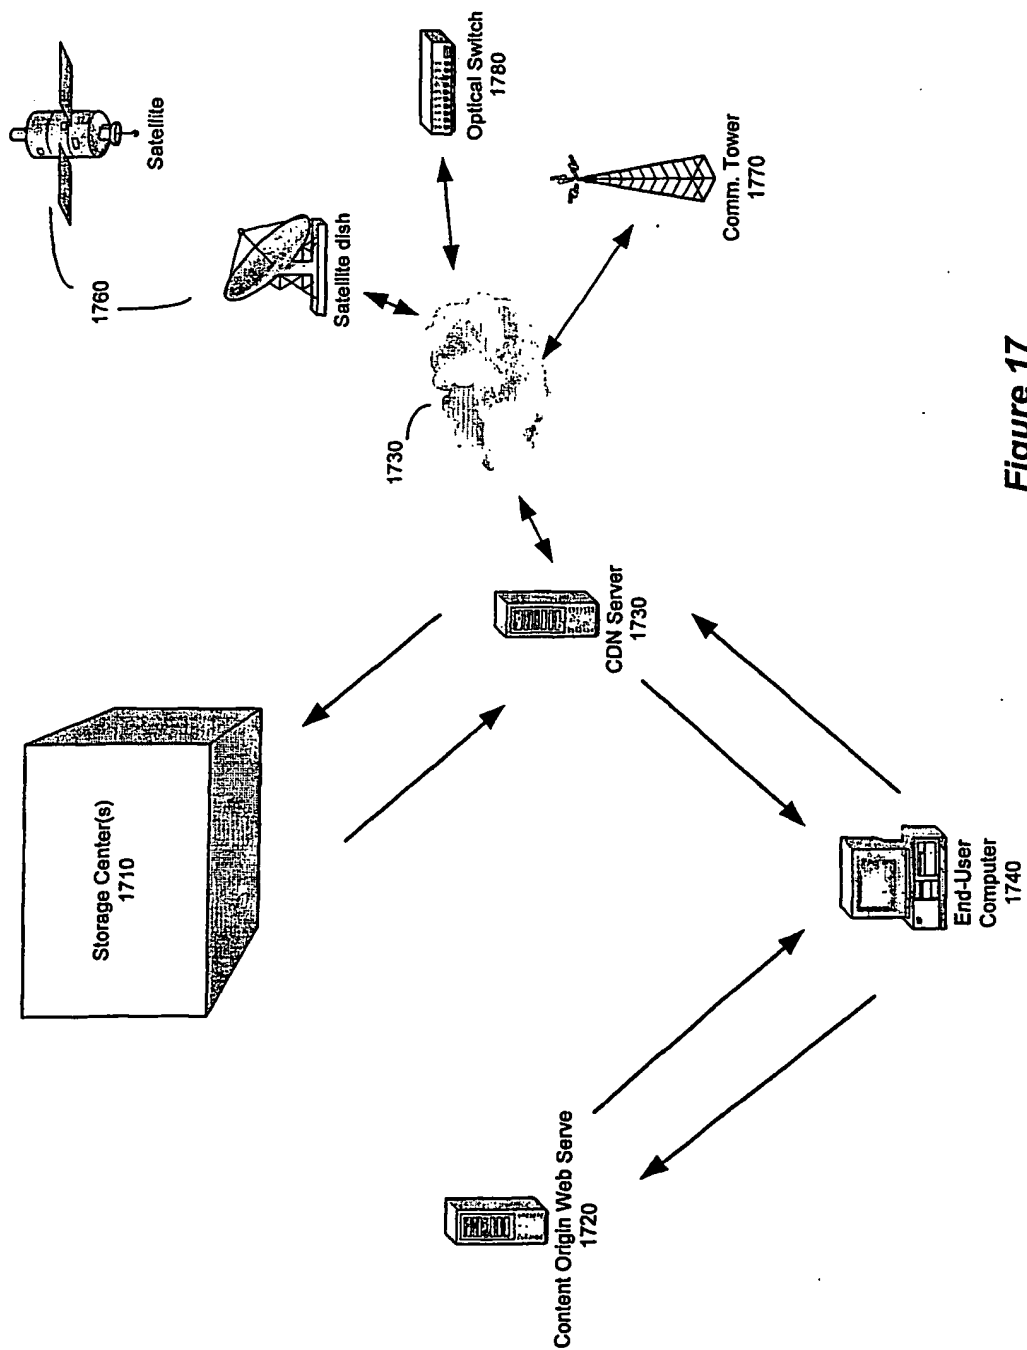 Storage Center(s)
1710
Satellite
1760
Satellite dish
Optical Switch
1780
1730
Comm. Tower
1770
CDN Server
1730
Content Origin Web Serve
1720
End-User
Computer
1740
Figure 17